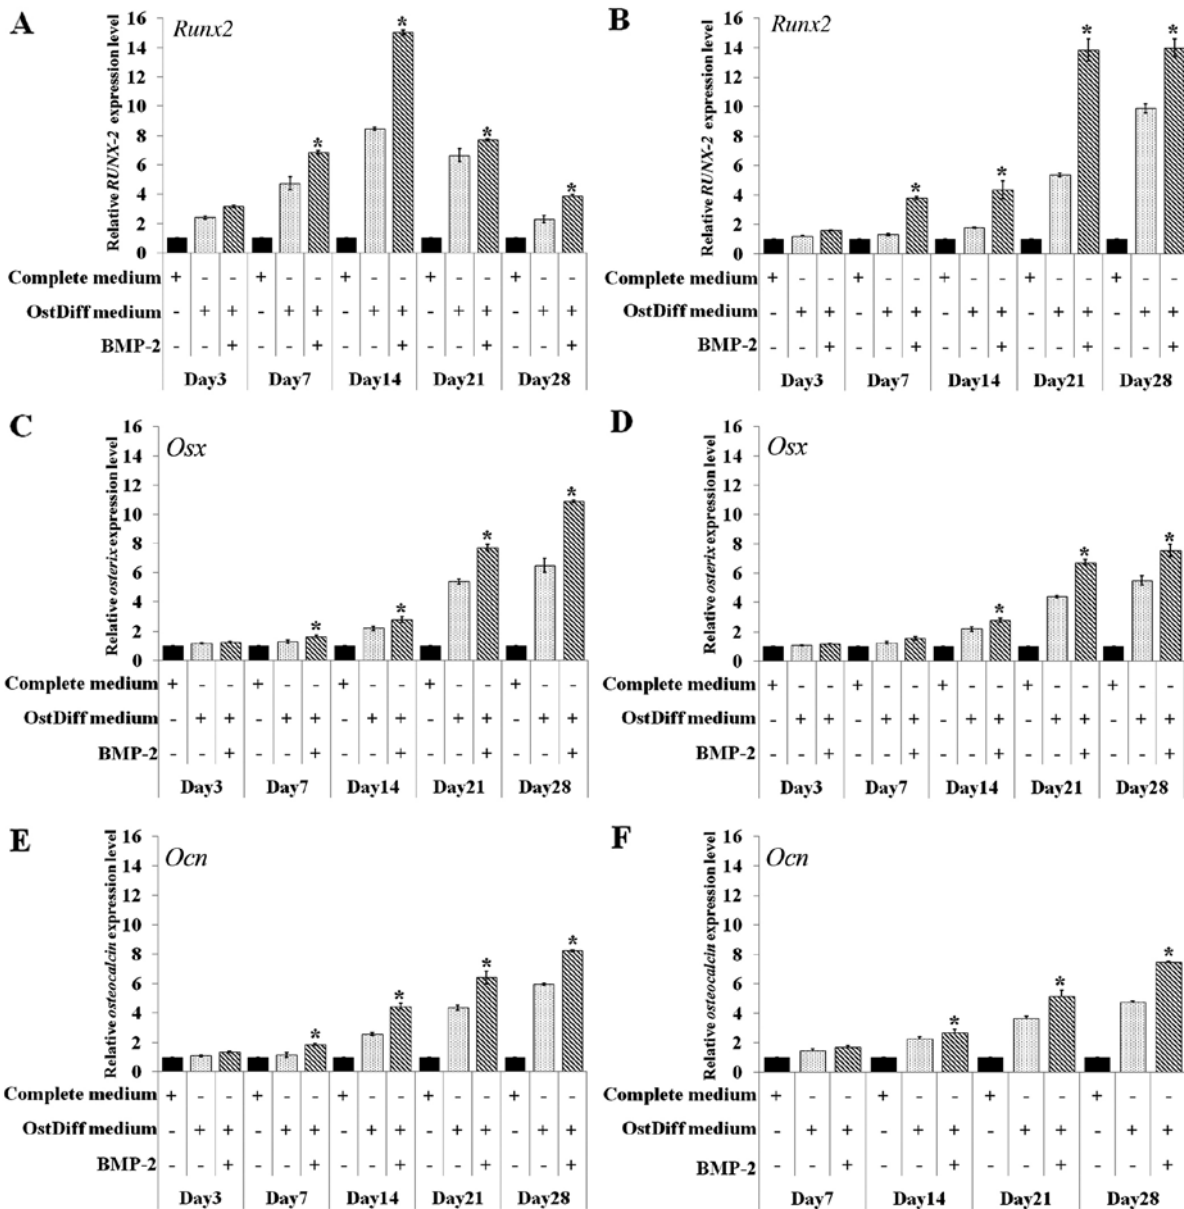 A
Runx2
Relative RUNX-2 expression level
16
14
12
10
8
6
4
2
0
* * * *
Complete medium + - - + - - + - - + - - + - -
OstDiff medium - + + - + + - + + - + + - + +
BMP-2 - - + - - + - - + - - + - - +
Day3 Day7 Day14 Day21 Day28
B
Runx2
Relative RUNX-2 expression level
16
14
12
10
8
6
4
2
0
* * * *
Complete medium + - - + - - + - - + - - + - -
OstDiff medium - + + - + + - + + - + + - + +
BMP-2 - - + - - + - - + - - + - - +
Day3 Day7 Day14 Day21 Day28
C
Osx
Relative osterix expression level
16
14
12
10
8
6
4
2
0
* * * *
Complete medium + - - + - - + - - + - - + - -
OstDiff medium - + + - + + - + + - + + - + +
BMP-2 - - + - - + - - + - - + - - +
Day3 Day7 Day14 Day21 Day28
D
Osx
Relative osterix expression level
16
14
12
10
8
6
4
2
0
* * *
Complete medium + - - + - - + - - + - - + - -
OstDiff medium - + + - + + - + + - + + - + +
BMP-2 - - + - - + - - + - - + - - +
Day3 Day7 Day14 Day21 Day28
E
Ocn
Relative osteocalcin expression level
16
14
12
10
8
6
4
2
0
* * * *
Complete medium + - - + - - + - - + - - + - -
OstDiff medium - + + - + + - + + - + + - + +
BMP-2 - - + - - + - - + - - + - - +
Day3 Day7 Day14 Day21 Day28
F
Ocn
Relative osteocalcin expression level
16
14
12
10
8
6
4
2
0
* * *
Complete medium + - - + - - + - - + - -
OstDiff medium - + + - + + - + + - + +
BMP-2 - - + - - + - - + - - +
Day7 Day14 Day21 Day28